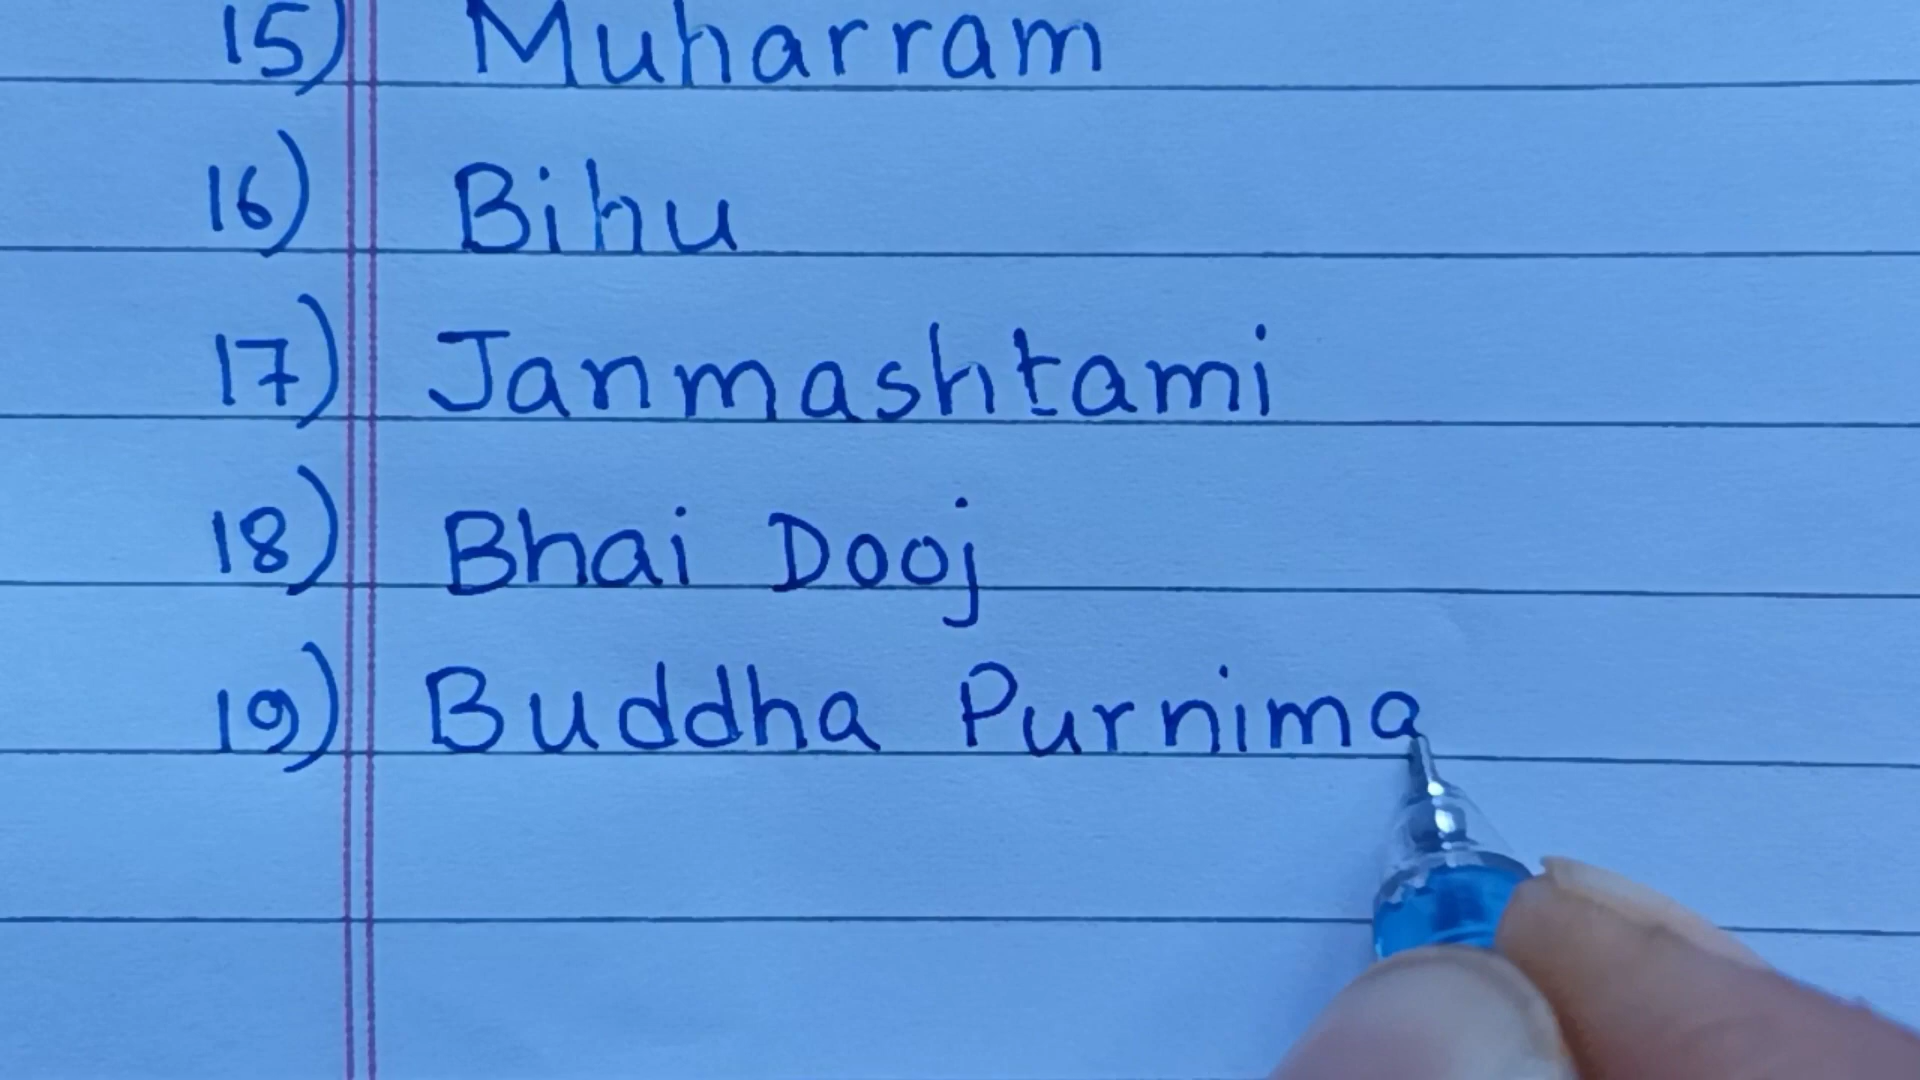 15) Muharram
16) Bihu
17) Janmashtami
18) Bhai Dooj
19) Buddha Purnima